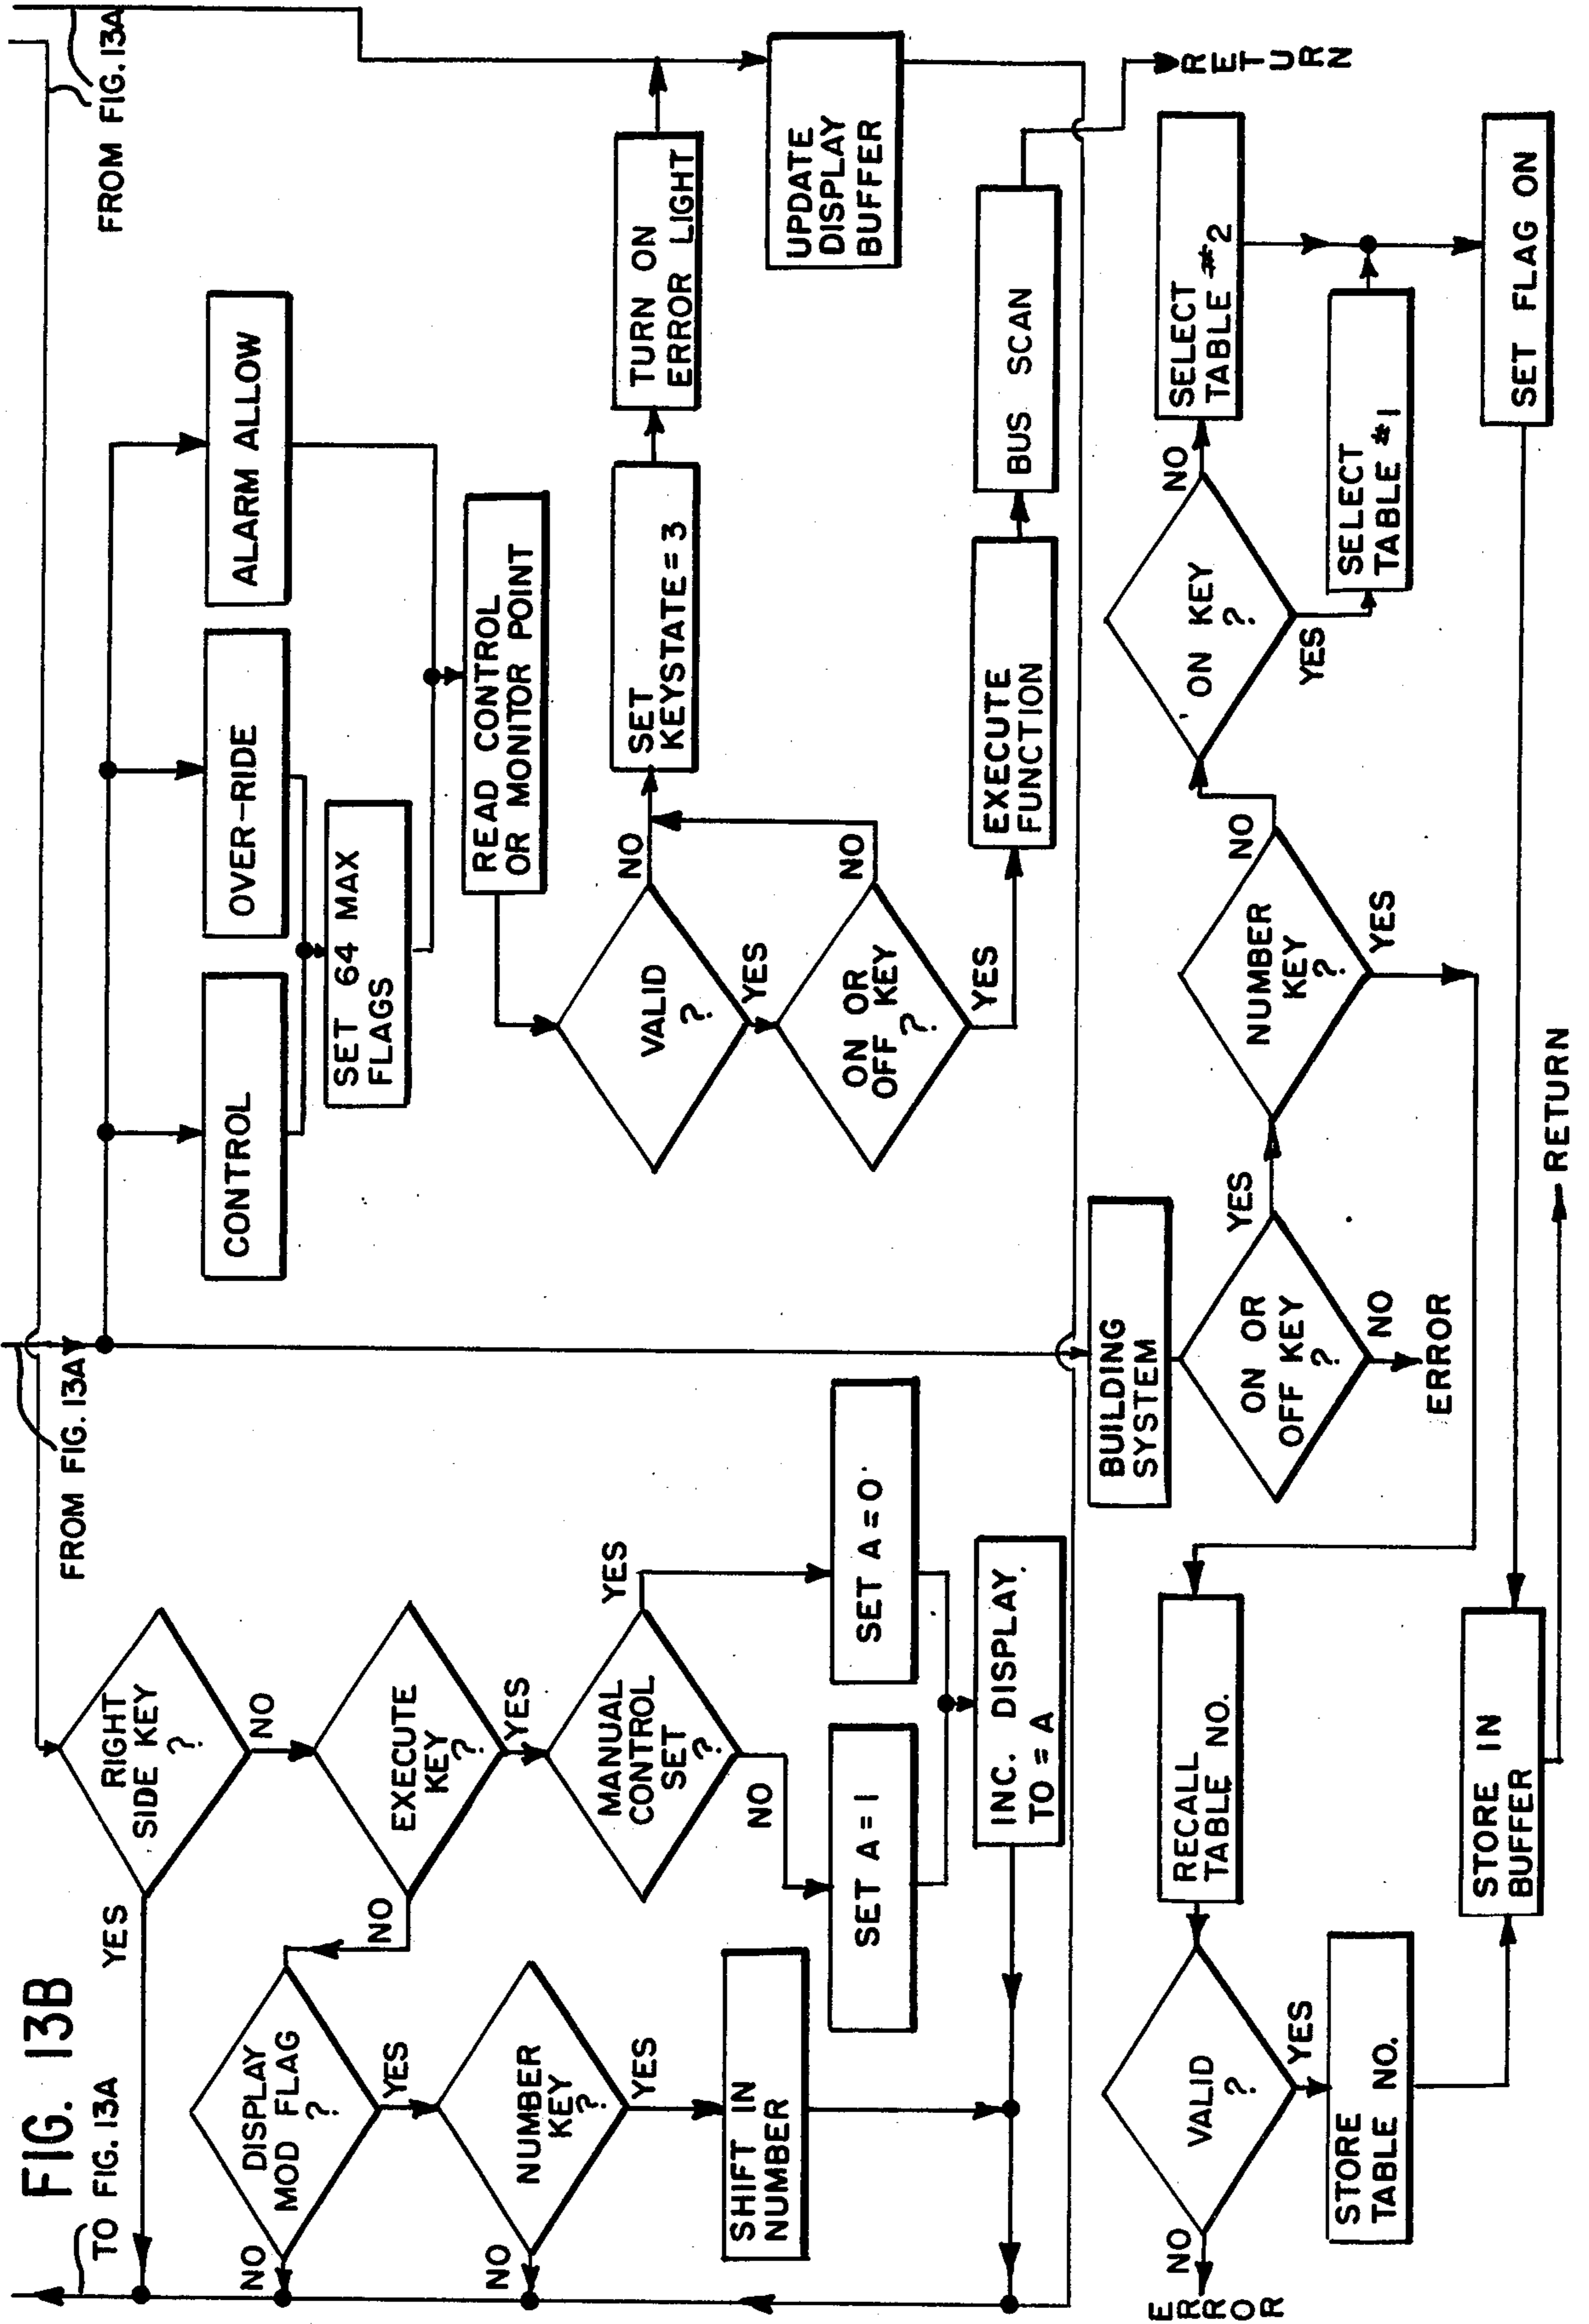 FIG. 13B
TO FIG. 13A
FROM FIG. 13A
FROM FIG. 13A
RIGHT
SIDE KEY
?
YES
NO
EXECUTE
KEY
?
NO
YES
MANUAL
CONTROL
SET
?
YES
NO
DISPLAY
MOD FLAG
?
NO
YES
NUMBER
KEY
?
NO
YES
SHIFT IN
NUMBER
SET A = 1
SET A = 0
INC. DISPLAY
TO = A
CONTROL
OVER-RIDE
ALARM ALLOW
SET 64 MAX
FLAGS
READ CONTROL
OR MONITOR POINT
VALID
?
NO
YES
SET
KEYSTATE = 3
TURN ON
ERROR LIGHT
ON OR
OFF KEY
?
NO
YES
UPDATE
DISPLAY
BUFFER
EXECUTE
FUNCTION
BUS SCAN
RETURN
BUILDING
SYSTEM
ON OR
OFF KEY
?
YES
NO
ERROR
NUMBER
KEY
?
NO
YES
ON KEY
?
NO
YES
SELECT
TABLE #2
SELECT
TABLE #1
SET FLAG ON
RECALL
TABLE NO.
VALID
?
NO
ERROR
YES
STORE
TABLE NO.
STORE IN
BUFFER
RETURN